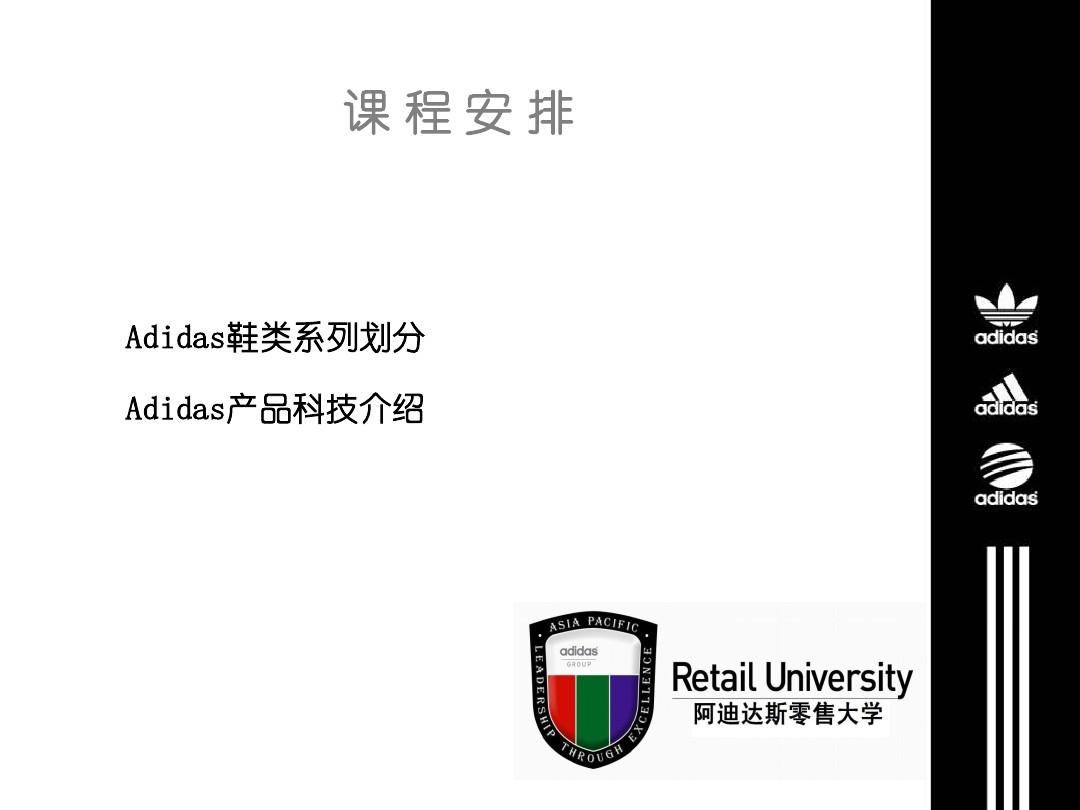 课程安排
Adidas鞋类系列划分
Adidas产品科技介绍
adidas
adidas
adidas
ASIA PACIFIC
adidas
GROUP
LEADERSHIP THROUGH EXCELLENCE
Retail University
阿迪达斯零售大学